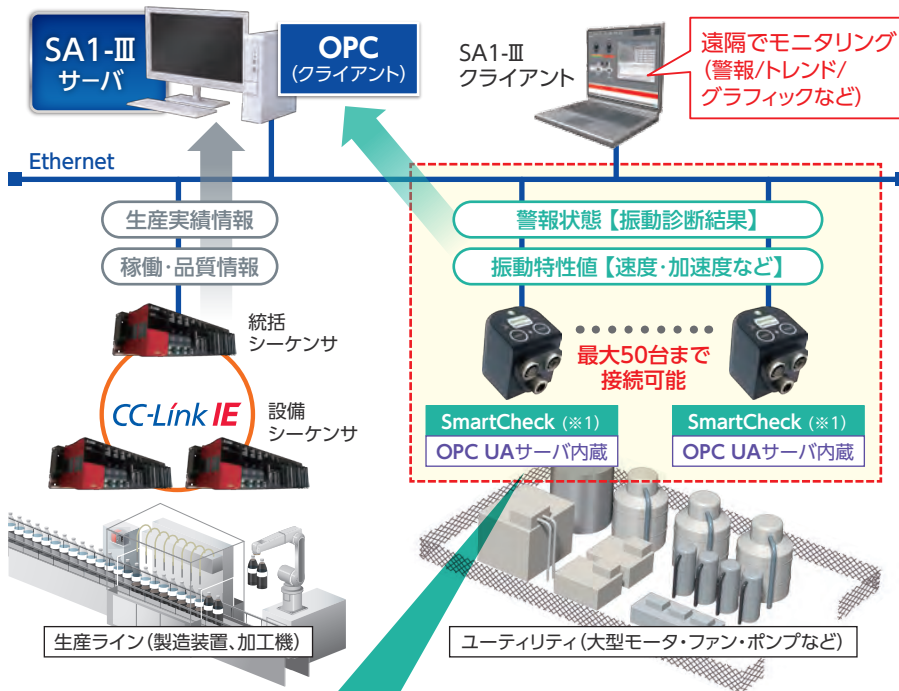 SA1-Ⅲ
サーバ
OPC
(クライアント)
SA1-Ⅲ
クライアント
遠隔でモニタリング
(警報/トレンド/
グラフィックなど)
Ethernet
生産実績情報
稼働・品質情報
警報状態【振動診断結果】
振動特性値【速度・加速度など】
統括
シーケンサ
CC-Link IE
設備
シーケンサ
最大50台まで
接続可能
SmartCheck (※1)
OPC UAサーバ内蔵
SmartCheck (※1)
OPC UAサーバ内蔵
生産ライン(製造装置、加工機)
ユーティリティ(大型モータ・ファン・ポンプなど)